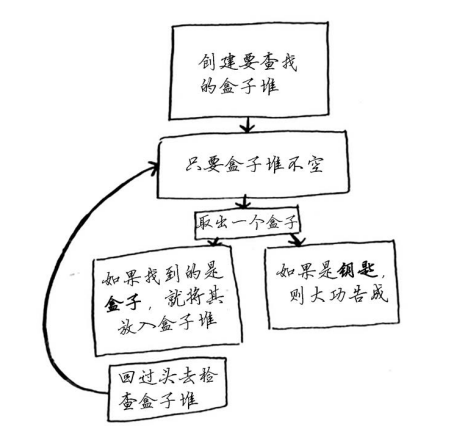 创建要查找
的盒子堆
只要盒子堆不空
取出一个盒子
如果找到的是
盒子，就将其
放入盒子堆
如果是钥匙，
则大功告成
回过头去检
查盒子堆